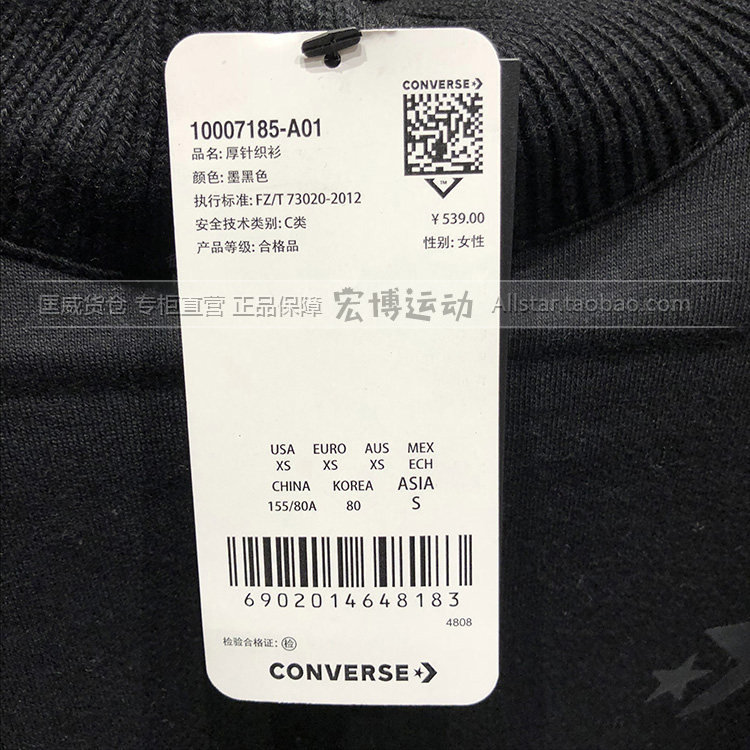 CONVERSE
10007185-A01
品名: 厚针织衫
颜色: 墨黑色
执行标准: FZ/T 73020-2012
安全技术类别: C类
产品等级: 合格品
TM
¥ 539.00
性别: 女性
匡威货仓 专柜直营 正品保障 宏博运动 Allstar.taobao.com
USA EURO AUS MEX
XS XS XS ECH
CHINA KOREA ASIA
155/80A 80 S
6902014648183
4808
检验合格证: 检
CONVERSE